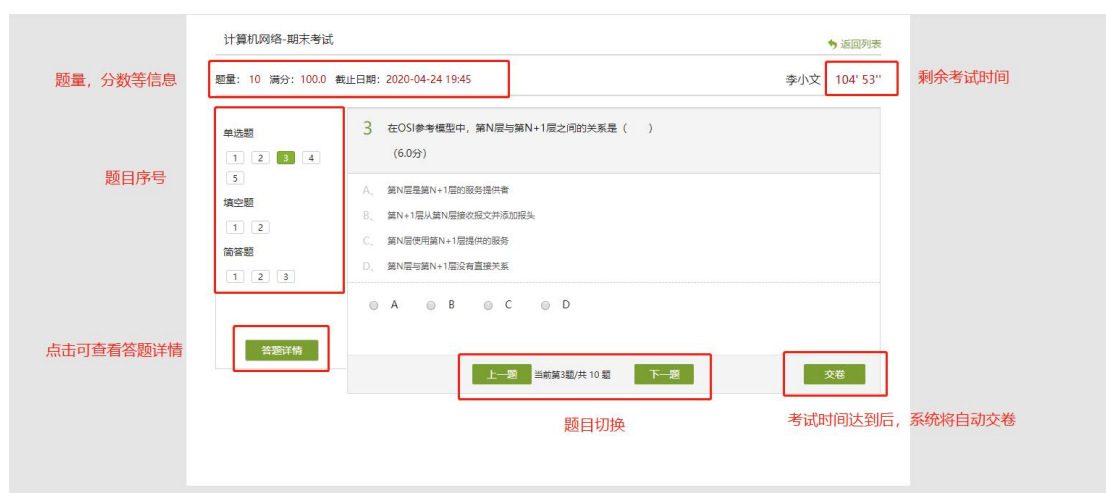 计算机网络-期末考试
返回列表
题量，分数等信息
题量： 10 满分：100.0 截止日期：2020-04-24 19:45
李小文 104' 53''
剩余考试时间
题目序号
单选题
1 2 3 4
5
填空题
1 2
简答题
1 2 3
3 在OSI参考模型中，第N层与第N+1层之间的关系是（ ）
（6.0分）
A、 第N层是第N+1层的服务提供者
B、 第N+1层从第N层接收报文并添加报头
C、 第N层使用第N+1层提供的服务
D、 第N层与第N+1层没有直接关系
A B C D
点击可查看答题详情
答题详情
上一题 当前第3题/共 10 题 下一题
交卷
题目切换
考试时间达到后，系统将自动交卷